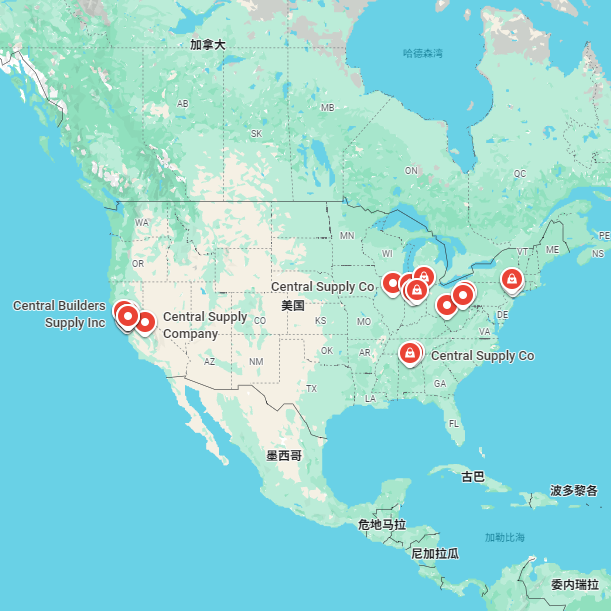 加拿大
哈德森湾
AB
MB
SK
ON
QC
WA
MN
VT
ME
PE
NS
OR
WI
Central Supply Co
Central Builders
Supply Inc
Central Supply
Company
美国
CO
KS
MO
DE
VA
AZ
NM
OK
AR
Central Supply Co
TX
LA
GA
FL
墨西哥
古巴
波多黎各
危地马拉
加勒比海
尼加拉瓜
委内瑞拉